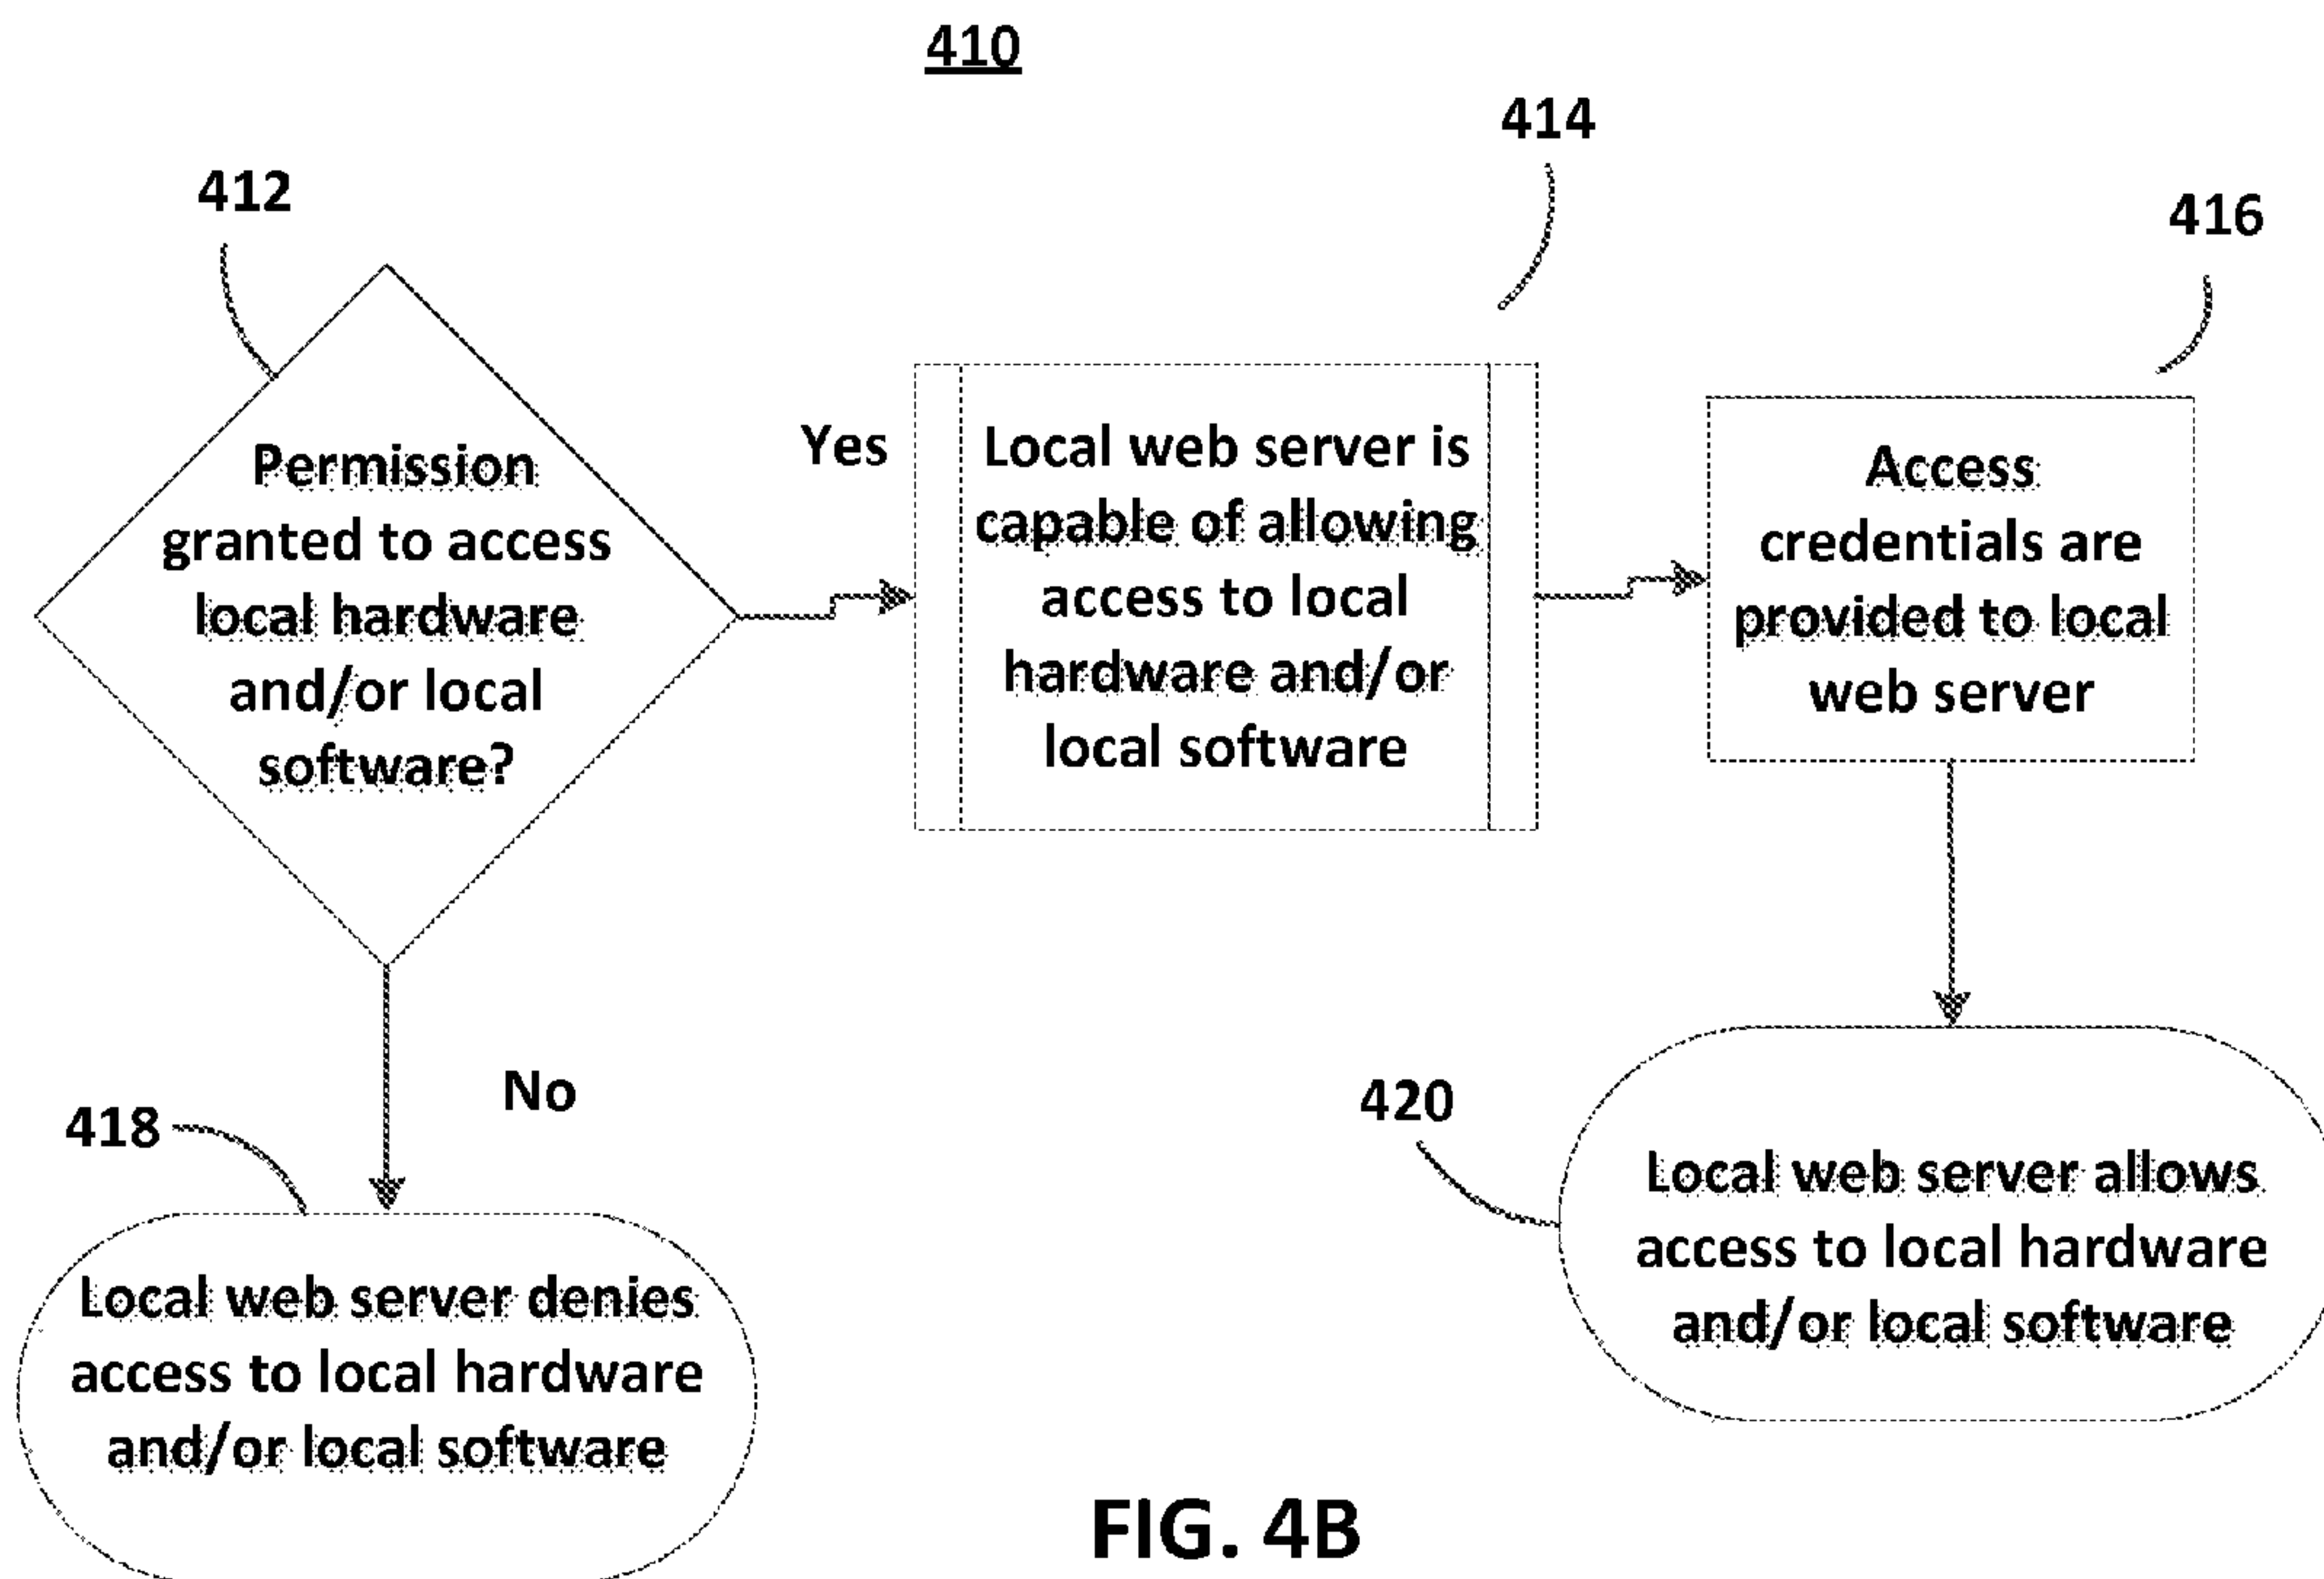 410
412
Permission
granted to access
local hardware
and/or local
software?
Yes
414
Local web server is
capable of allowing
access to local
hardware and/or
local software
416
Access
credentials are
provided to local
web server
No
418
Local web server denies
access to local hardware
and/or local software
420
Local web server allows
access to local hardware
and/or local software
FIG. 4B